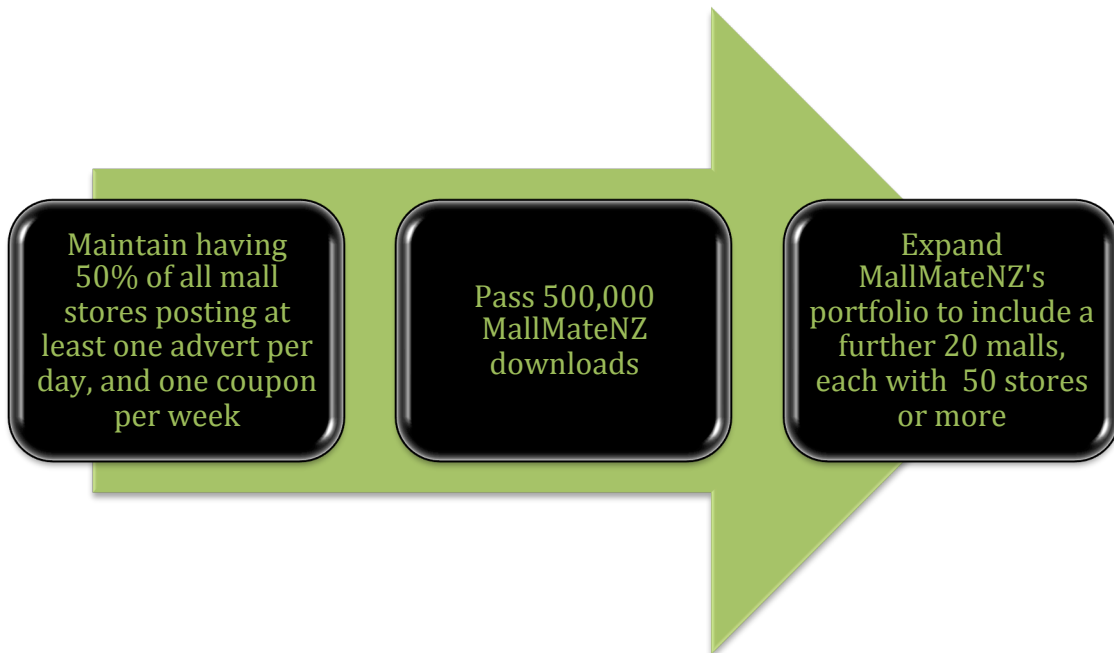 Maintain having
50% of all mall
stores posting at
least one advert per
day, and one coupon
per week
Pass 500,000
MallMateNZ
downloads
Expand
MallMateNZ's
portfolio to include a
further 20 malls,
each with  50 stores
or more